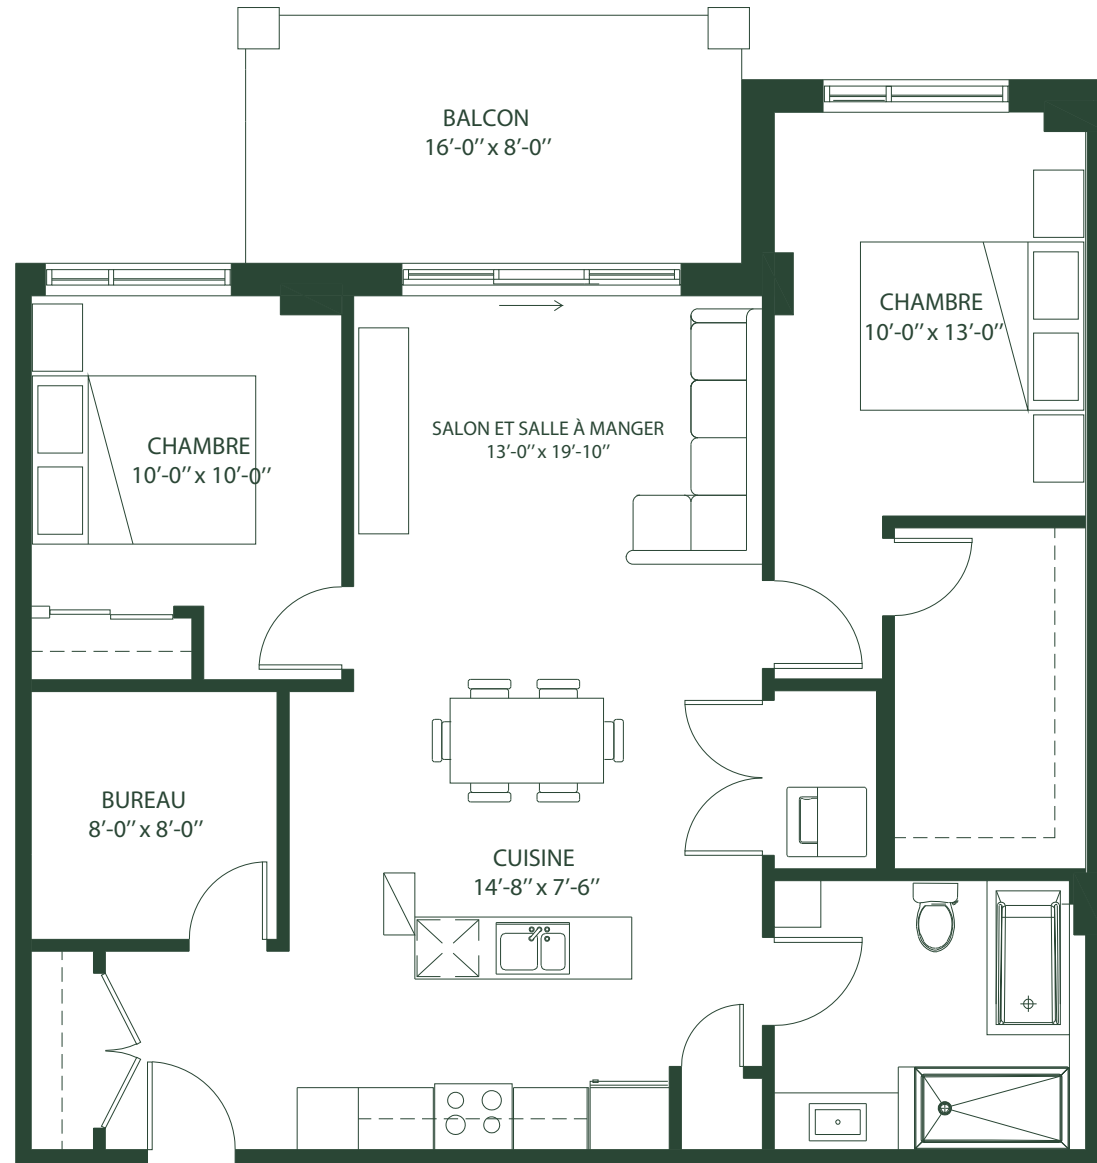 BALCON
16’-0’’ x 8’-0’’
CHAMBRE
10’-0’’ x 13’-0’’
SALON ET SALLE À MANGER
13’-0’’ x 19’-10’’
CHAMBRE
10’-0’’ x 10’-0’’
BUREAU
8’-0’’ x 8’-0’’
CUISINE
14’-8’’ x 7’-6’’